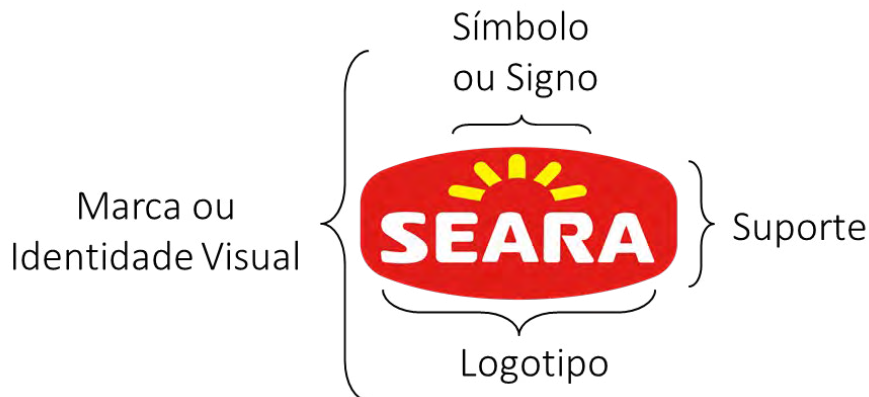 Símbolo
ou Signo
Marca ou
Identidade Visual
SEARA
Suporte
Logotipo